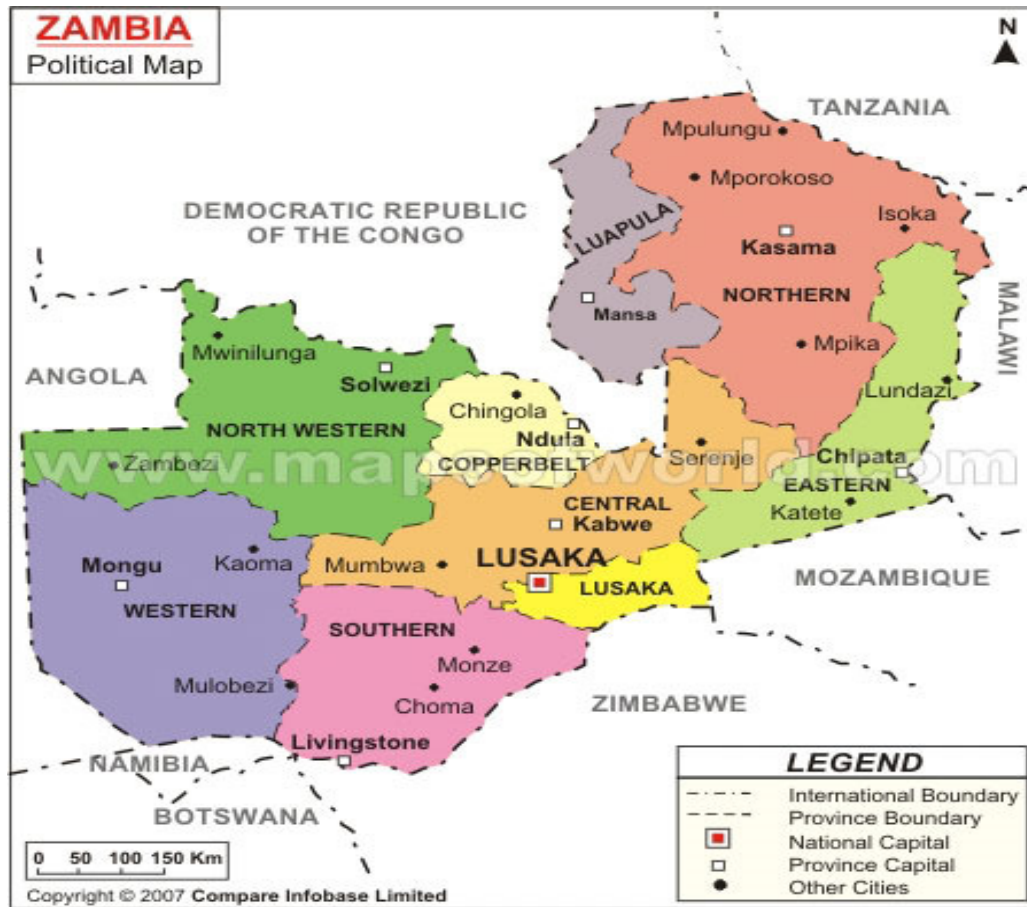 ZAMBIA
Political Map
N
TANZANIA
Mpulungu
Mporokoso
DEMOCRATIC REPUBLIC
OF THE CONGO
LUAPULA
Isoka
Kasama
MALAWI
NORTHERN
Mansa
Mwinilunga
Mpika
ANGOLA
Solwezi
Lundazi
Chingola
NORTH WESTERN
Ndula
www.mapsofworld.com
Zambezi
COPPERBELT
Serenje
Chipata
EASTERN
CENTRAL
Katete
Kabwe
Mongu
Kaoma
Mumbwa
LUSAKA
MOZAMBIQUE
WESTERN
LUSAKA
SOUTHERN
Monze
Mulobezi
Choma
ZIMBABWE
Livingstone
NAMIBIA
BOTSWANA
LEGEND
International Boundary
Province Boundary
National Capital
Province Capital
Other Cities
0 50 100 150 Km
Copyright © 2007 Compare Infobase Limited